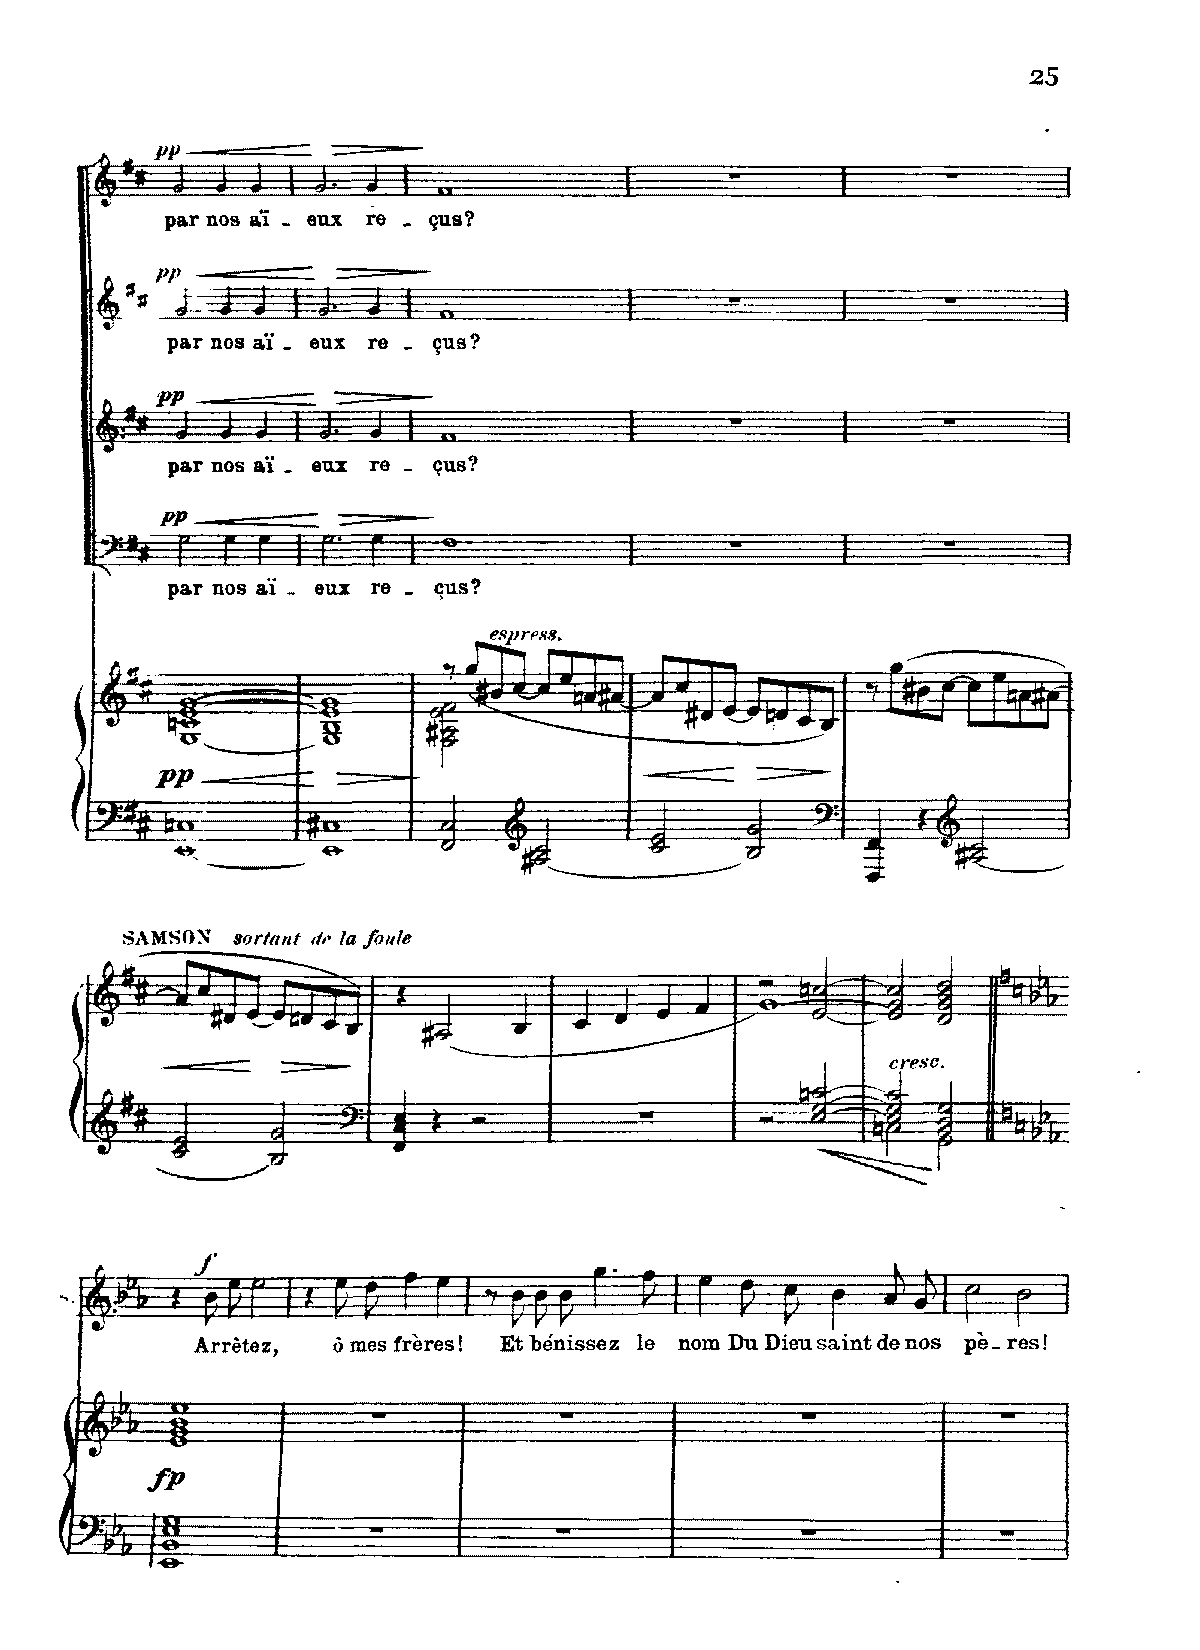 25
pp
par nos aï - eux re - çus?
pp
par nos aï - eux re - çus?
pp
par nos aï - eux re - çus?
pp
par nos aï - eux re - çus?
espress.
pp
SAMSON sortant de la foule
cresc.
f
Arrêtez, ô mes frères! Et bénissez le nom Du Dieu saint de nos pè - res!
fp